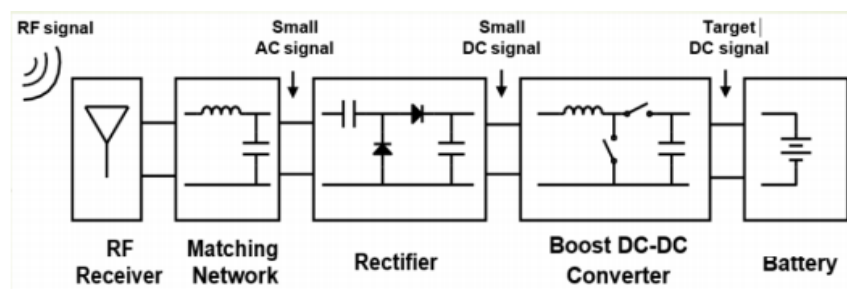 RF signal
Small
AC signal
Small
DC signal
Target
DC signal
RF
Receiver
Matching
Network
Rectifier
Boost DC-DC
Converter
Battery